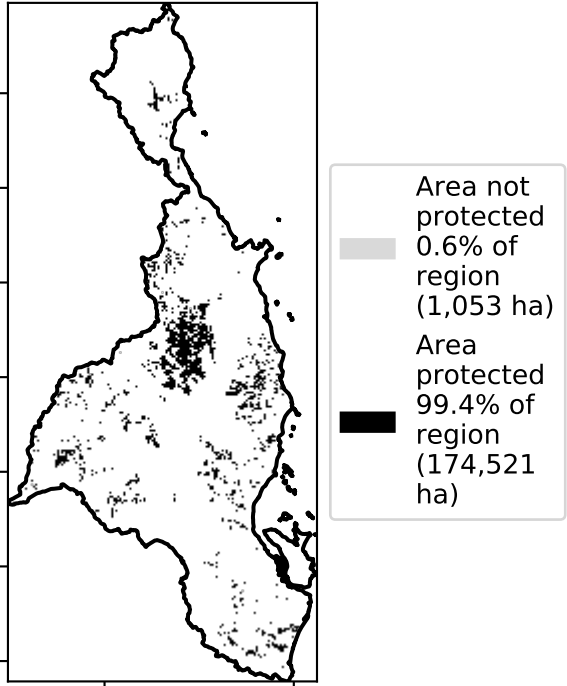 Area not
protected
0.6% of
region
(1,053 ha)
Area
protected
99.4% of
region
(174,521
ha)